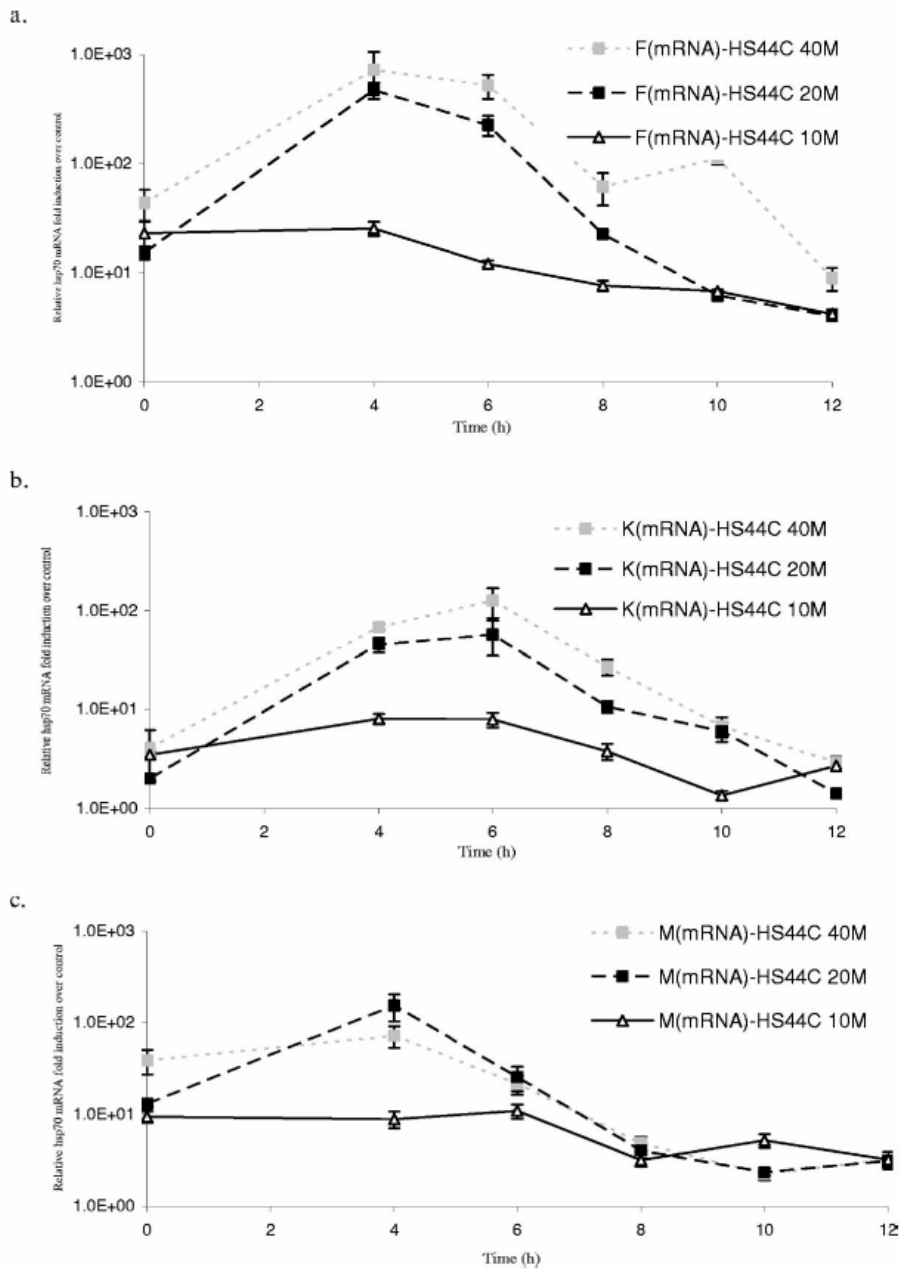 a.
Relative hsp70 mRNA fold induction over control
1.0E+03
1.0E+02
1.0E+01
1.0E+00
F(mRNA)-HS44C 40M
F(mRNA)-HS44C 20M
F(mRNA)-HS44C 10M
0 2 4 6 8 10 12
Time (h)
b.
Relative hsp70 mRNA fold induction over control
1.0E+03
1.0E+02
1.0E+01
1.0E+00
K(mRNA)-HS44C 40M
K(mRNA)-HS44C 20M
K(mRNA)-HS44C 10M
0 2 4 6 8 10 12
Time (h)
c.
Relative hsp70 mRNA fold induction over control
1.0E+03
1.0E+02
1.0E+01
1.0E+00
M(mRNA)-HS44C 40M
M(mRNA)-HS44C 20M
M(mRNA)-HS44C 10M
0 2 4 6 8 10 12
Time (h)